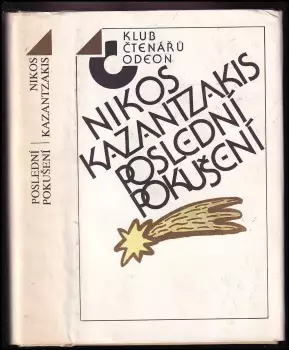 KLUB
ČTENÁŘŮ
ODEON
NIKOS
KAZANTZAKIS
POSLEDNÍ
POKUŠENÍ
NIKOS
KAZANTZAKIS
POSLEDNÍ
POKUŠENÍ